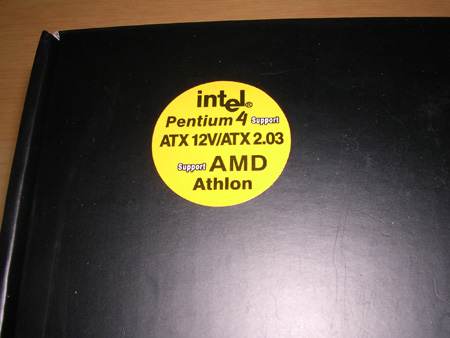 intel®
Pentium 4 Support
ATX 12V/ATX 2.03
Support AMD
Athlon